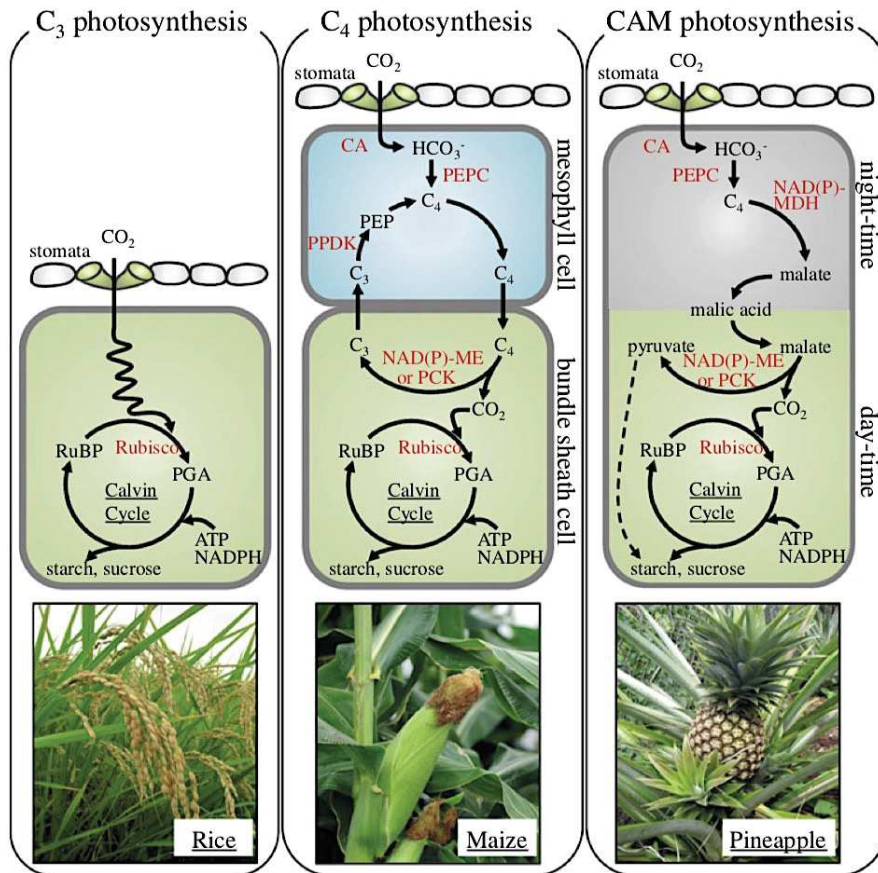 C3 photosynthesis
stomata
CO2
RuBP
Rubisco
PGA
Calvin
Cycle
ATP
NADPH
starch, sucrose
Rice
C4 photosynthesis
CO2
stomata
CA
HCO3-
PEPC
PEP
C4
PPDK
C3
C4
mesophyll cell
C3
C4
NAD(P)-ME
or PCK
CO2
RuBP
Rubisco
PGA
Calvin
Cycle
ATP
NADPH
starch, sucrose
bundle sheath cell
Maize
CAM photosynthesis
CO2
stomata
CA
HCO3-
PEPC
NAD(P)-
MDH
C4
malate
malic acid
night-time
pyruvate
malate
NAD(P)-ME
or PCK
CO2
RuBP
Rubisco
PGA
Calvin
Cycle
ATP
NADPH
starch, sucrose
day-time
Pineapple